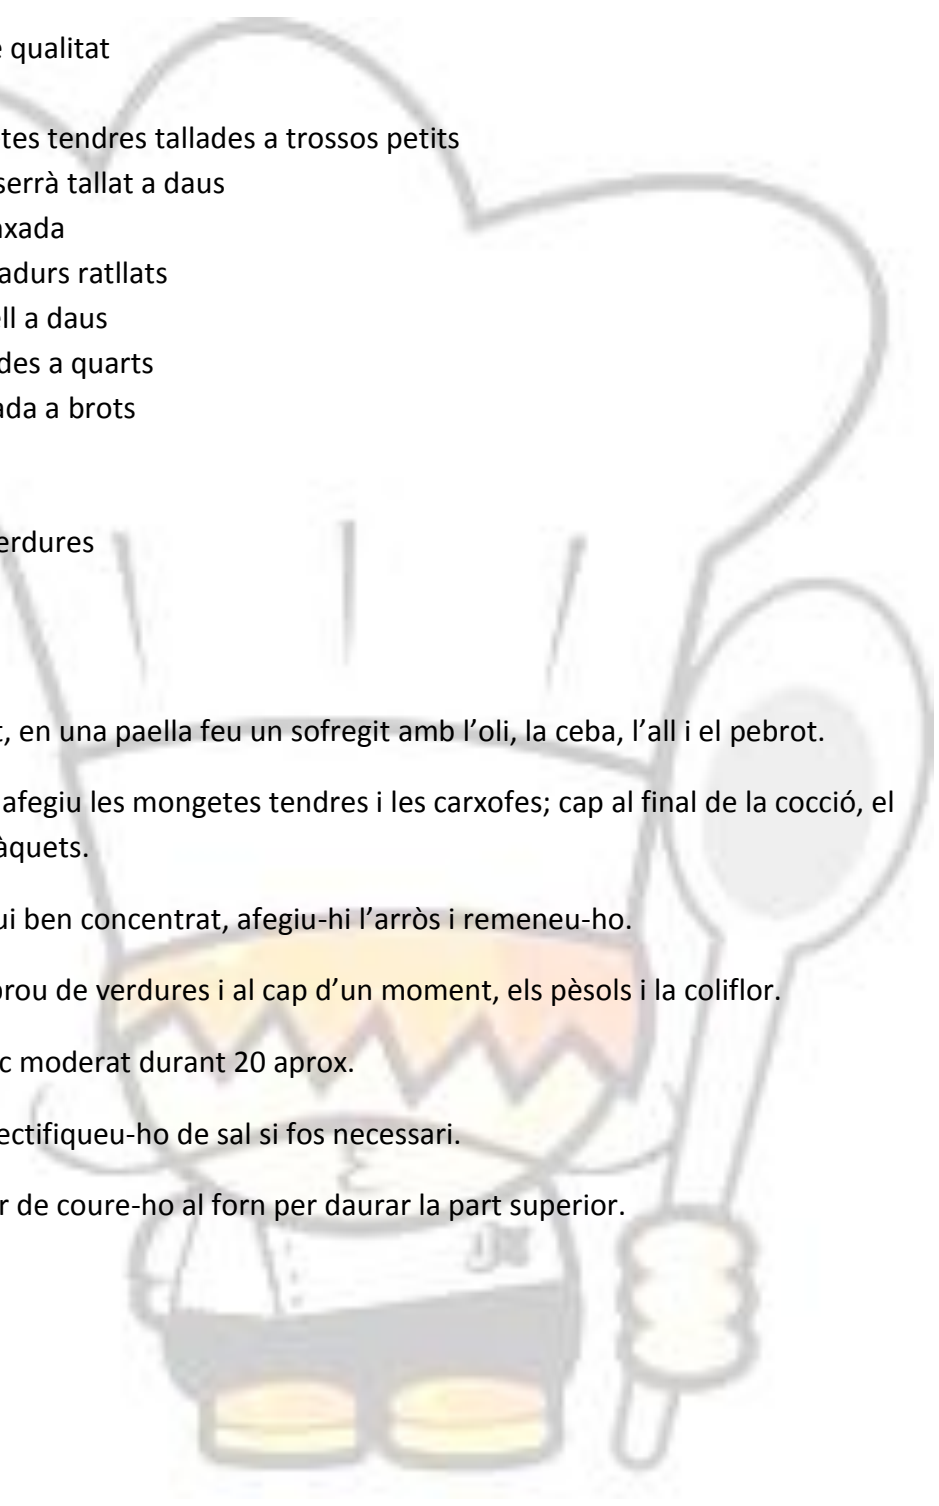 e qualitat
tes tendres tallades a trossos petits
serrà tallat a daus
axada
adurs ratllats
ell a daus
des a quarts
ada a brots
erdures
t, en una paella feu un sofregit amb l’oli, la ceba, l’all i el pebrot.
afegiu les mongetes tendres i les carxofes; cap al final de la cocció, el
àquets.
ui ben concentrat, afegiu-hi l’arròs i remeneu-ho.
brou de verdures i al cap d’un moment, els pèsols i la coliflor.
c moderat durant 20 aprox.
ectifiqueu-ho de sal si fos necessari.
r de coure-ho al forn per daurar la part superior.